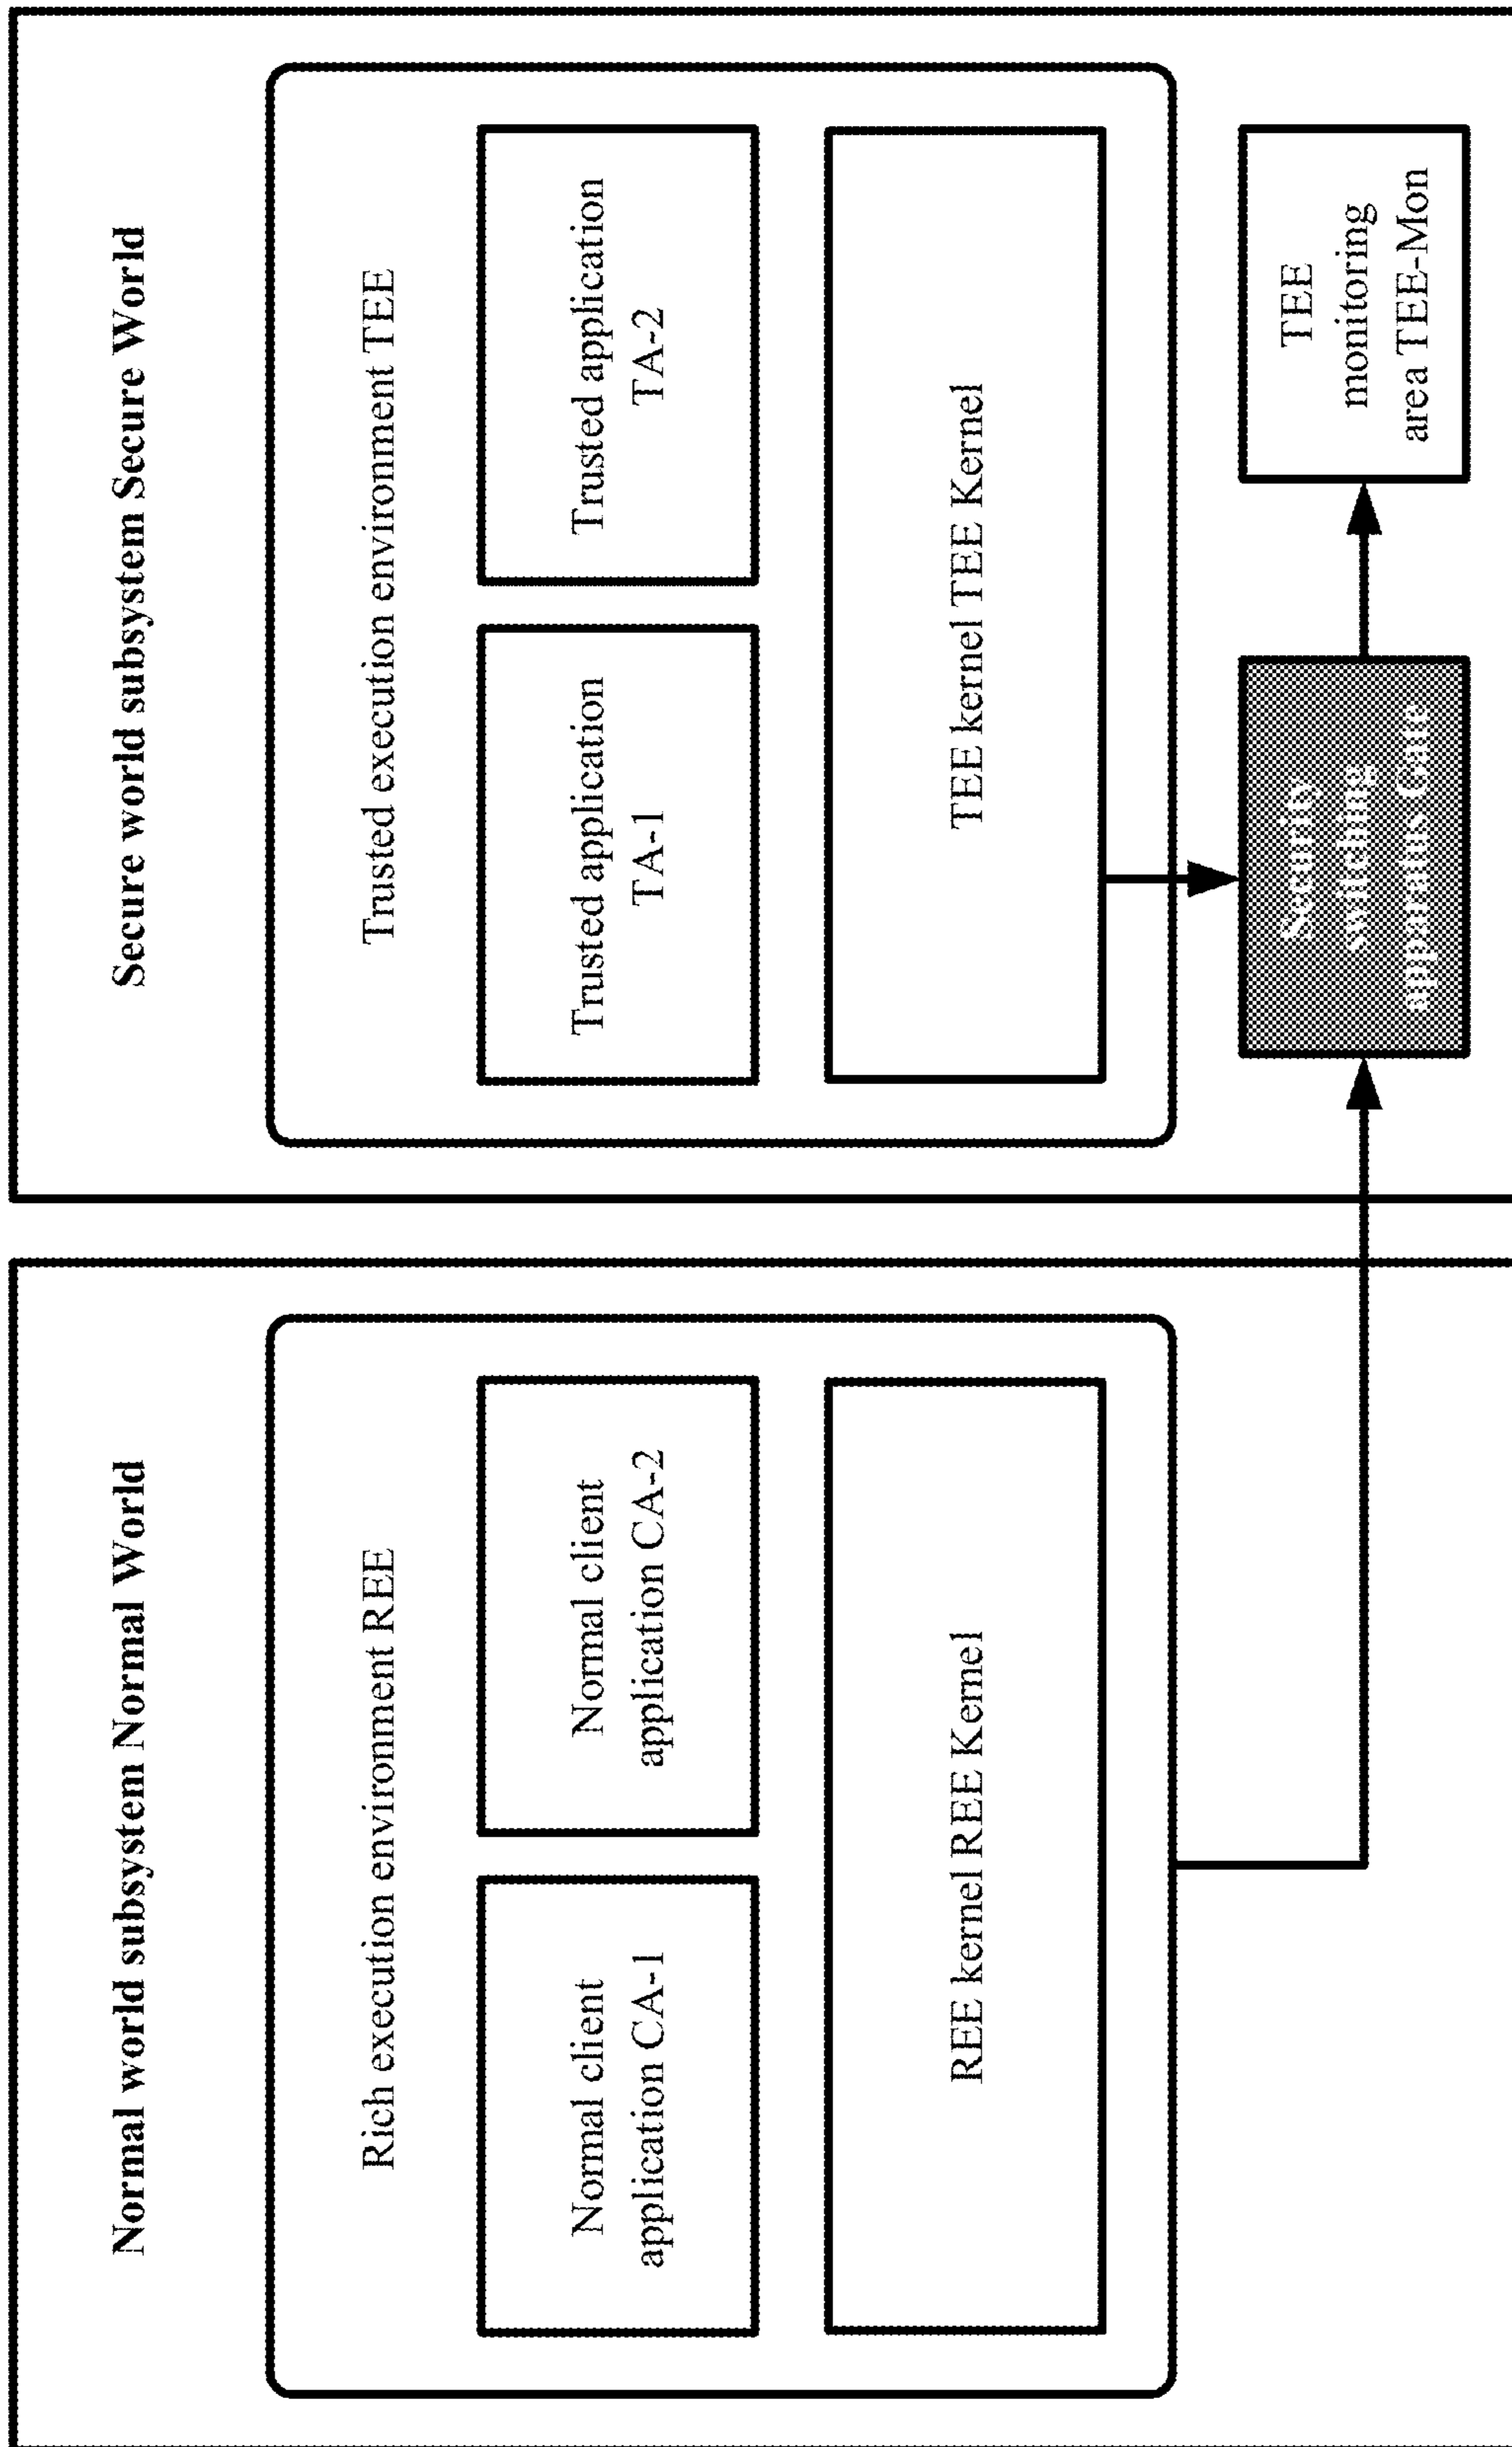 Normal world subsystem Normal World
Rich execution environment REE
Normal client
application CA-1
Normal client
application CA-2
REE kernel REE Kernel
Secure world subsystem Secure World
Trusted execution environment TEE
Trusted application
TA-1
Trusted application
TA-2
TEE kernel TEE Kernel
Security
switching
apparatus Gate
TEE
monitoring
area TEE-Mon